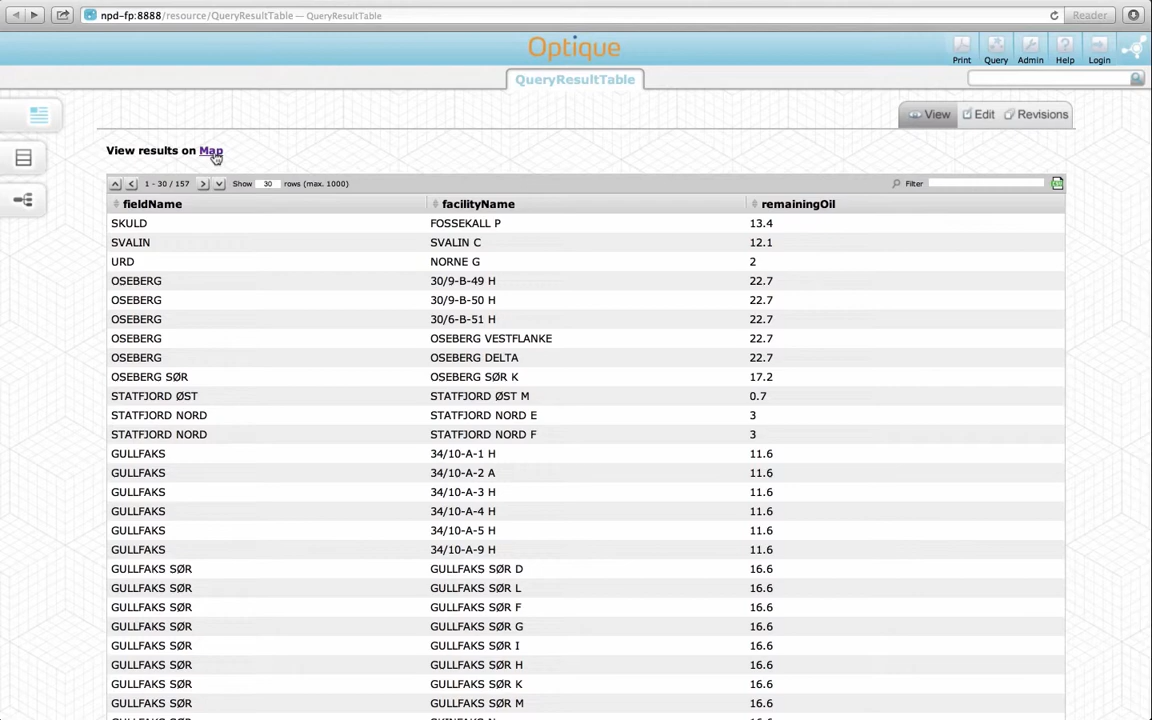 npd-fp:8888/resource/QueryResultTable — QueryResultTable
Reader
Optique
Print Query Admin Help Login
QueryResultTable
View Edit Revisions
View results on Map
1 - 30 / 157 Show 30 rows (max. 1000) Filter
fieldName facilityName remainingOil
SKULD FOSSEKALL P 13.4
SVALIN SVALIN C 12.1
URD NORNE G 2
OSEBERG 30/9-B-49 H 22.7
OSEBERG 30/9-B-50 H 22.7
OSEBERG 30/6-B-51 H 22.7
OSEBERG OSEBERG VESTFLANKE 22.7
OSEBERG OSEBERG DELTA 22.7
OSEBERG SØR OSEBERG SØR K 17.2
STATFJORD ØST STATFJORD ØST M 0.7
STATFJORD NORD STATFJORD NORD E 3
STATFJORD NORD STATFJORD NORD F 3
GULLFAKS 34/10-A-1 H 11.6
GULLFAKS 34/10-A-2 A 11.6
GULLFAKS 34/10-A-3 H 11.6
GULLFAKS 34/10-A-4 H 11.6
GULLFAKS 34/10-A-5 H 11.6
GULLFAKS 34/10-A-9 H 11.6
GULLFAKS SØR GULLFAKS SØR D 16.6
GULLFAKS SØR GULLFAKS SØR L 16.6
GULLFAKS SØR GULLFAKS SØR F 16.6
GULLFAKS SØR GULLFAKS SØR G 16.6
GULLFAKS SØR GULLFAKS SØR I 16.6
GULLFAKS SØR GULLFAKS SØR H 16.6
GULLFAKS SØR GULLFAKS SØR K 16.6
GULLFAKS SØR GULLFAKS SØR M 16.6